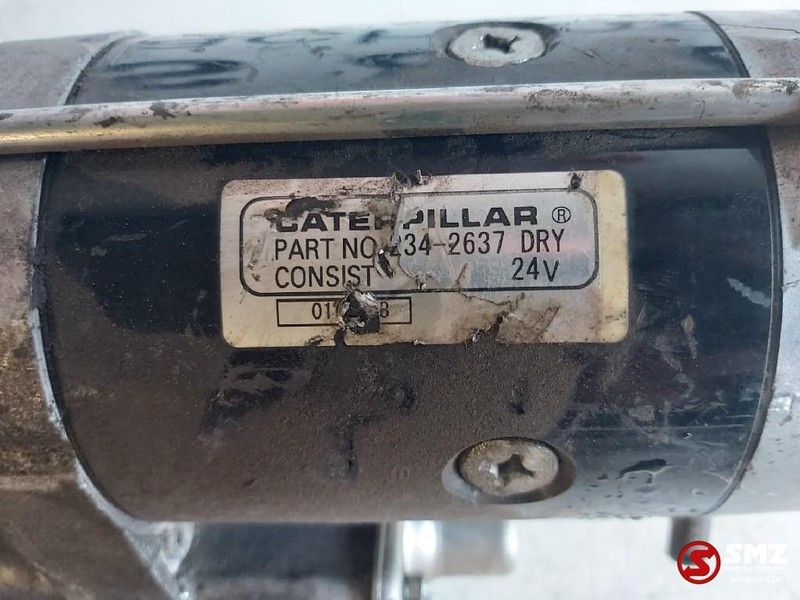 CATERPILLAR ®
PART NO 234-2637 DRY
CONSIST 24V
SMZ